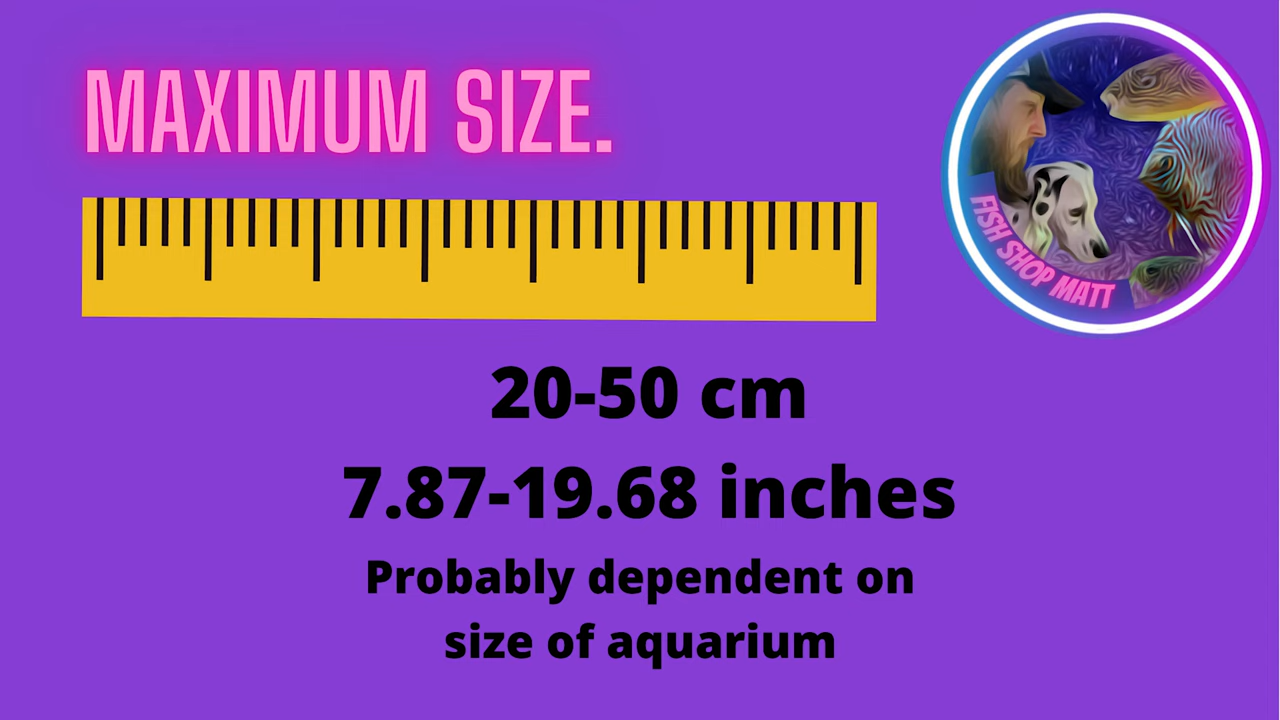 MAXIMUM SIZE.
FISH SHOP MATT
20-50 cm
7.87-19.68 inches
Probably dependent on
size of aquarium